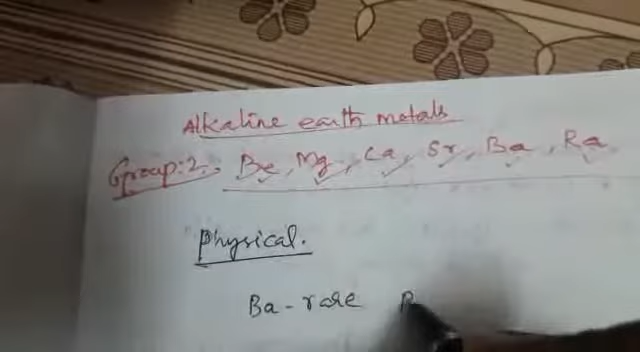 Alkaline earth metals
Group:2. Be, Mg, Ca, Sr, Ba, Ra
Physical.
Ba - rare